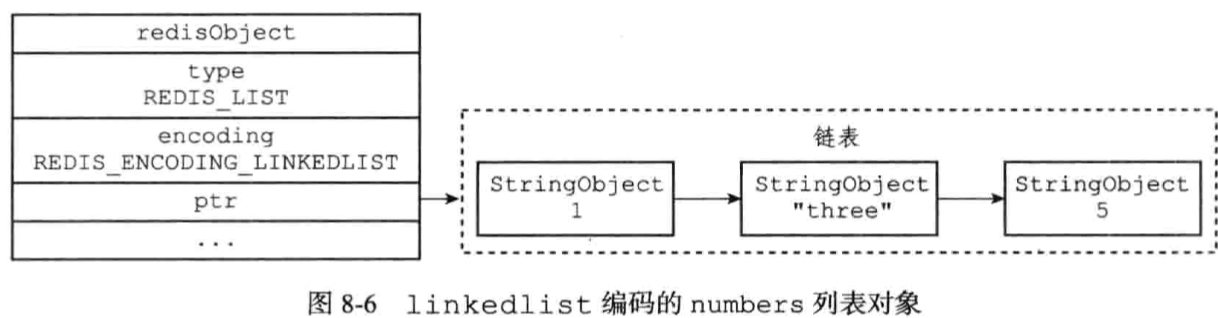 redisObject
type
REDIS_LIST
encoding
REDIS_ENCODING_LINKEDLIST
ptr
...
链表
StringObject
1
StringObject
"three"
StringObject
5
图 8-6 linkedlist 编码的 numbers 列表对象